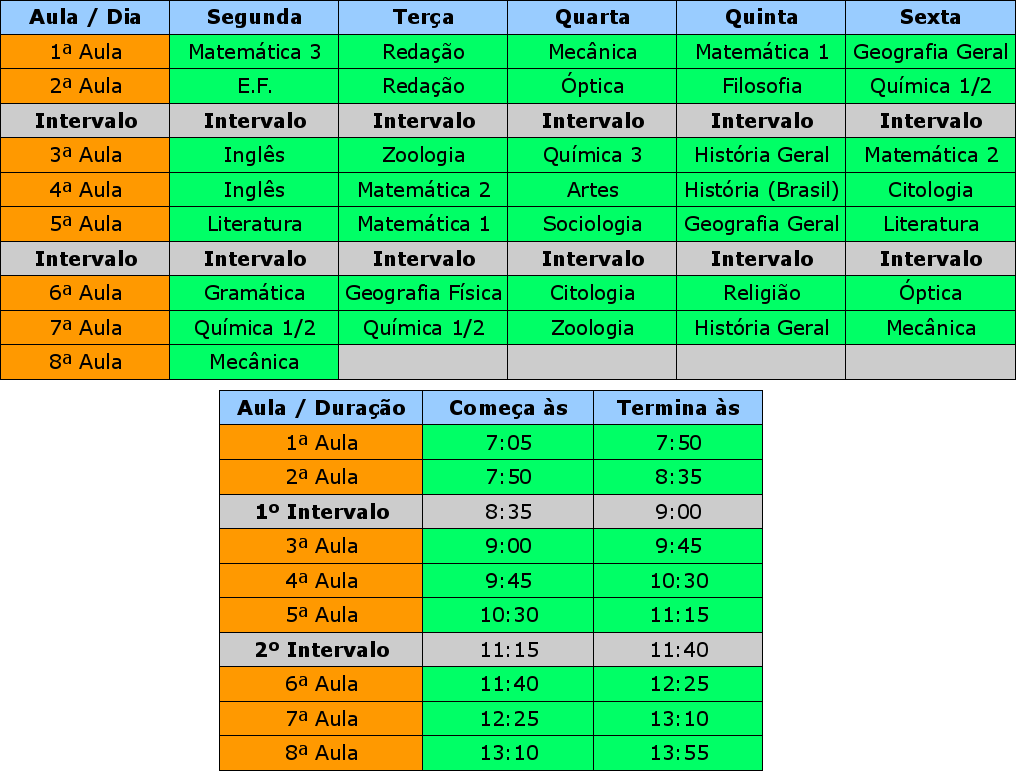 Aula / Dia Segunda Terça Quarta Quinta Sexta
1ª Aula Matemática 3 Redação Mecânica Matemática 1 Geografia Geral
2ª Aula E.F. Redação Óptica Filosofia Química 1/2
Intervalo Intervalo Intervalo Intervalo Intervalo Intervalo
3ª Aula Inglês Zoologia Química 3 História Geral Matemática 2
4ª Aula Inglês Matemática 2 Artes História (Brasil) Citologia
5ª Aula Literatura Matemática 1 Sociologia Geografia Geral Literatura
Intervalo Intervalo Intervalo Intervalo Intervalo Intervalo
6ª Aula Gramática Geografia Física Citologia Religião Óptica
7ª Aula Química 1/2 Química 1/2 Zoologia História Geral Mecânica
8ª Aula Mecânica
Aula / Duração Começa às Termina às
1ª Aula 7:05 7:50
2ª Aula 7:50 8:35
1º Intervalo 8:35 9:00
3ª Aula 9:00 9:45
4ª Aula 9:45 10:30
5ª Aula 10:30 11:15
2º Intervalo 11:15 11:40
6ª Aula 11:40 12:25
7ª Aula 12:25 13:10
8ª Aula 13:10 13:55